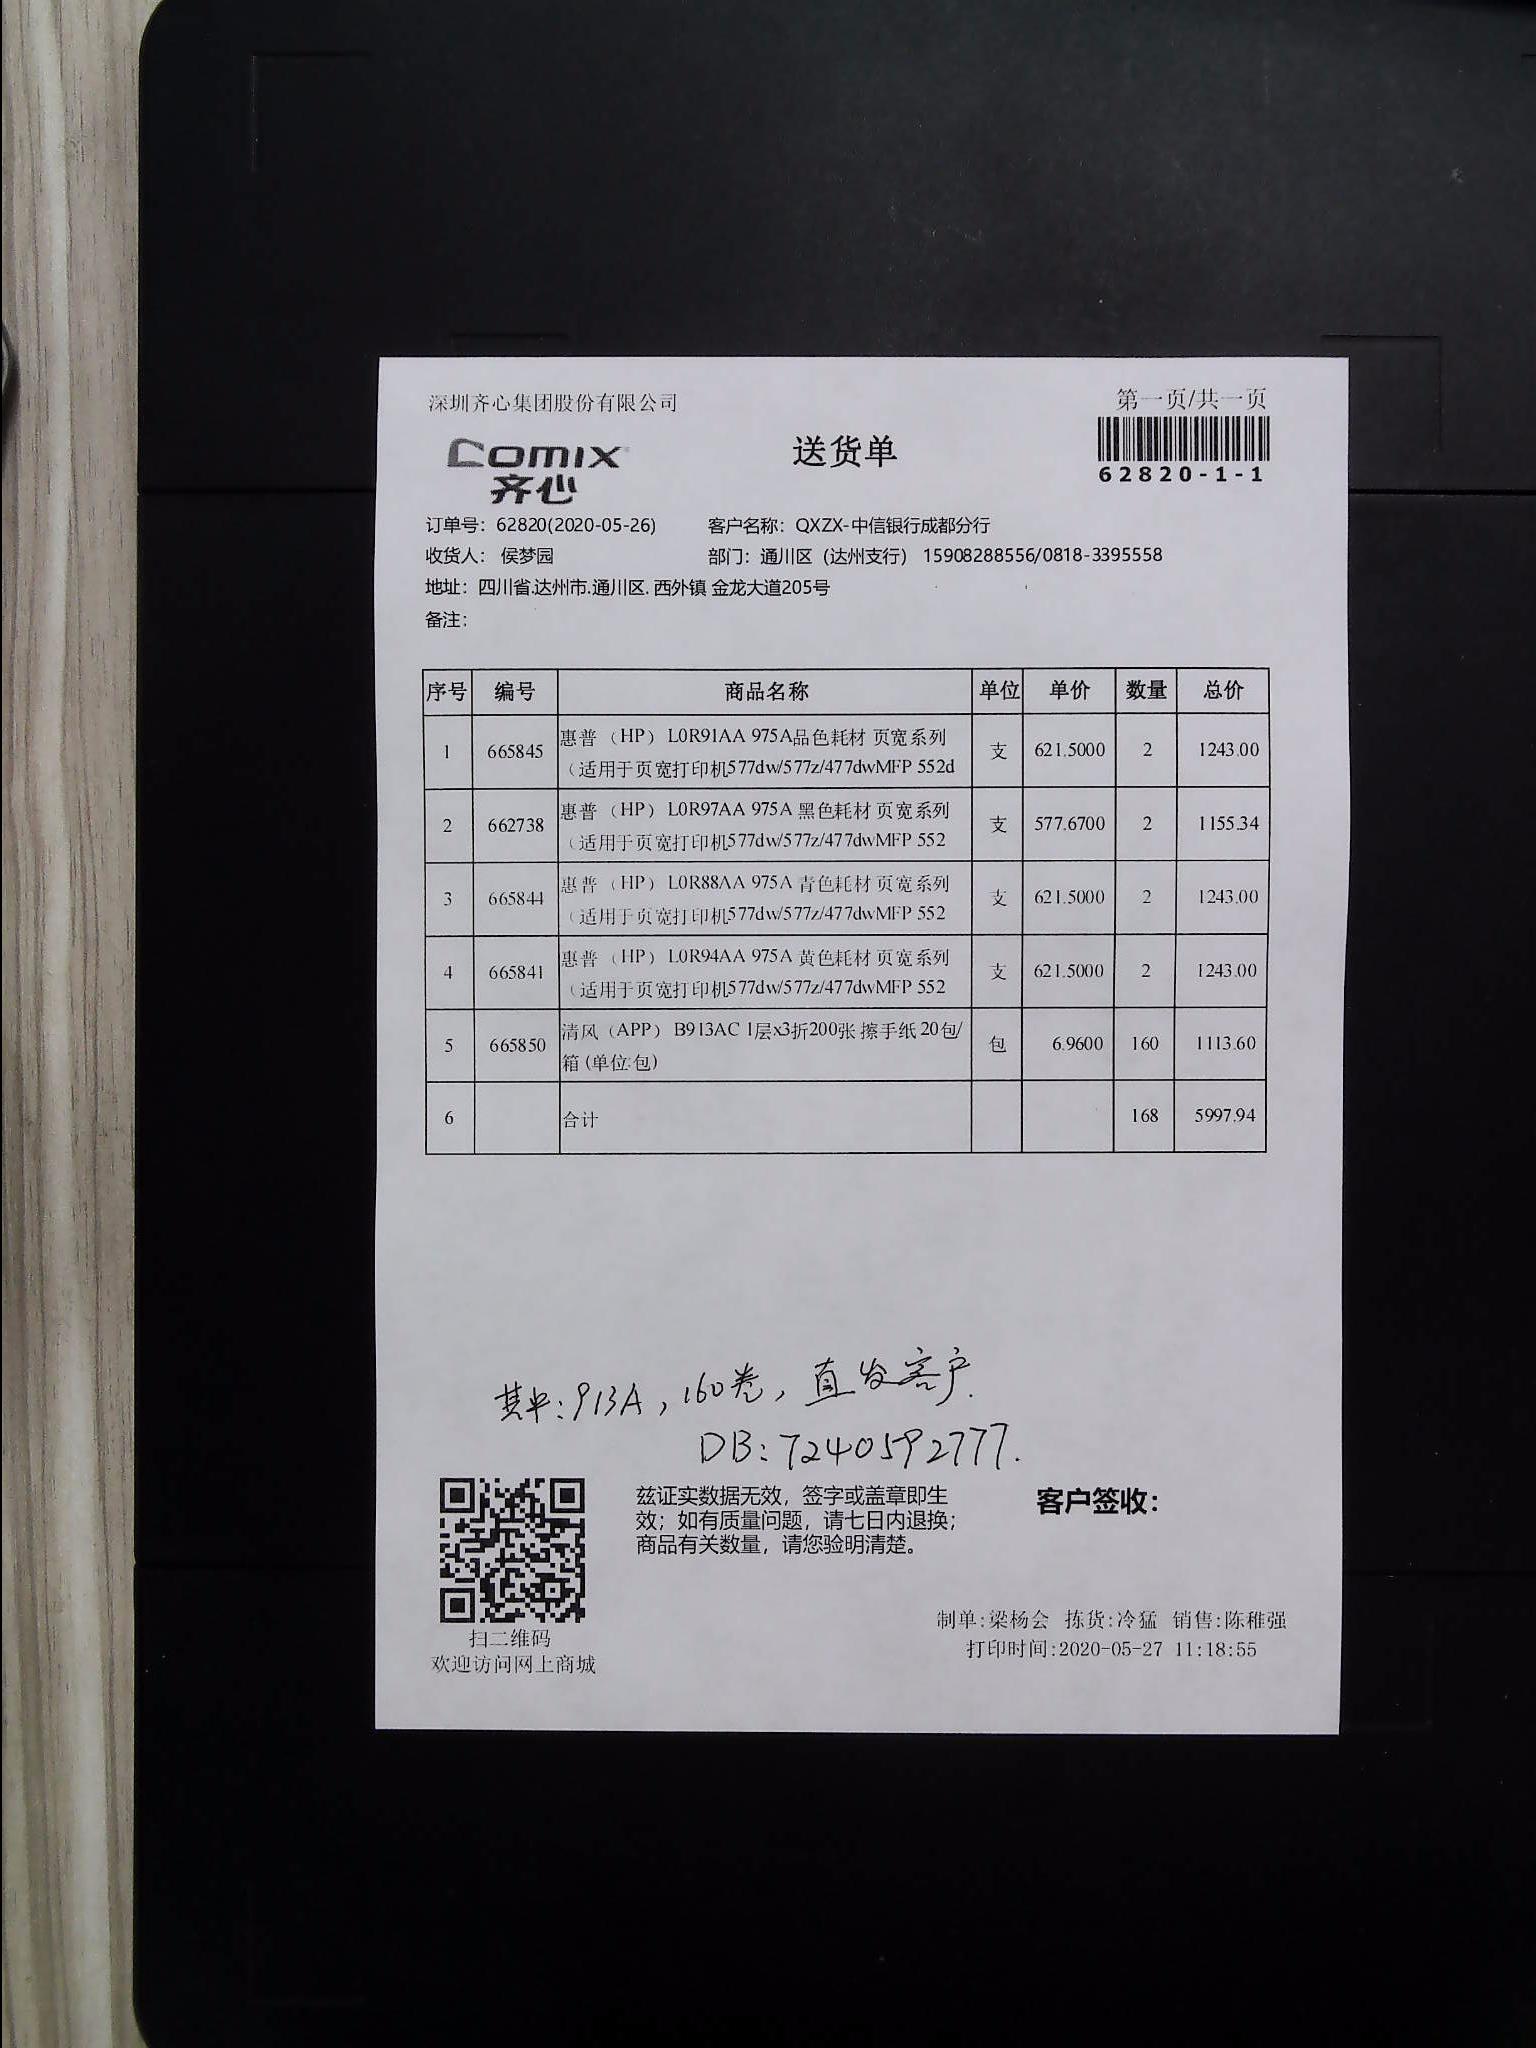 深圳齐心集团股份有限公司
第一页/共一页
comix
齐心
送货单
62820-1-1
订单号：62820(2020-05-26) 客户名称：QXZX-中信银行成都分行
收货人： 侯梦园 部门：通川区（达州支行） 15908288556/0818-3395558
地址：四川省.达州市.通川区. 西外镇 金龙大道205号
备注：
序号 编号 商品名称 单位 单价 数量 总价
1 665845 惠普（HP）L0R91AA 975A品色耗材 页宽系列 支 621.5000 2 1243.00
（适用于页宽打印机577dw/577z/477dwMFP 552d
2 662738 惠普（HP）L0R97AA 975A 黑色耗材 页宽系列 支 577.6700 2 1155.34
（适用于页宽打印机577dw/577z/477dwMFP 552
3 665844 惠普（HP）L0R88AA 975A 青色耗材 页宽系列 支 621.5000 2 1243.00
（适用于页宽打印机577dw/577z/477dwMFP 552
4 665841 惠普（HP）L0R94AA 975A 黄色耗材 页宽系列 支 621.5000 2 1243.00
（适用于页宽打印机577dw/577z/477dwMFP 552
5 665850 清风（APP）B913AC 1层x3折200张 擦手纸 20包/ 包 6.9600 160 1113.60
箱 (单位:包)
6 合计 168 5997.94
其中:913A，160卷，直发客户.
DB:7240592777.
兹证实数据无效，签字或盖章即生
效；如有质量问题，请七日内退换；
商品有关数量，请您验明清楚。
客户签收：
扫二维码
欢迎访问网上商城
制单:梁杨会 拣货:冷猛 销售:陈稚强
打印时间:2020-05-27 11:18:55